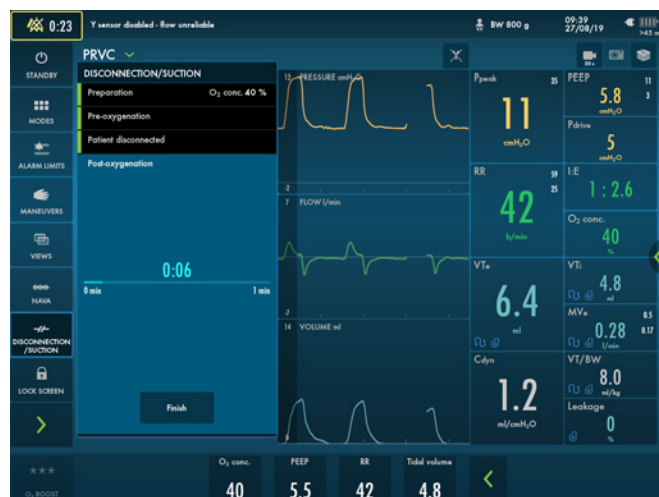 0:23
Y sensor disabled - flow unreliable
BW 800 g
09:39
27/08/19
>45 m
STANDBY
MODES
ALARM LIMITS
MANEUVERS
VIEWS
NAVA
DISCONNECTION
/SUCTION
LOCK SCREEN
O₂ BOOST
PRVC
DISCONNECTION/SUCTION
Preparation O₂ conc. 40 %
Pre-oxygenation
Patient disconnected
Post-oxygenation
0:06
0 min 1 min
Finish
12 PRESSURE cmH₂O
-2
7 FLOW l/min
-7
14 VOLUME ml
0
30 s
Ppeak 35
11
cmH₂O
PEEP 11
5.8 3
cmH₂O
Pdrive
5
cmH₂O
RR 59
25
42
b/min
I:E
1 : 2.6
O₂ conc.
40
%
VTe
6.4
ml
VTi
4.8
ml
MVe 0.5
0.28 0.17
l/min
Cdyn
1.2
ml/cmH₂O
VT/BW
8.0
ml/kg
Leakage
0
%
O₂ conc. PEEP RR Tidal volume
40 5.5 42 4.8